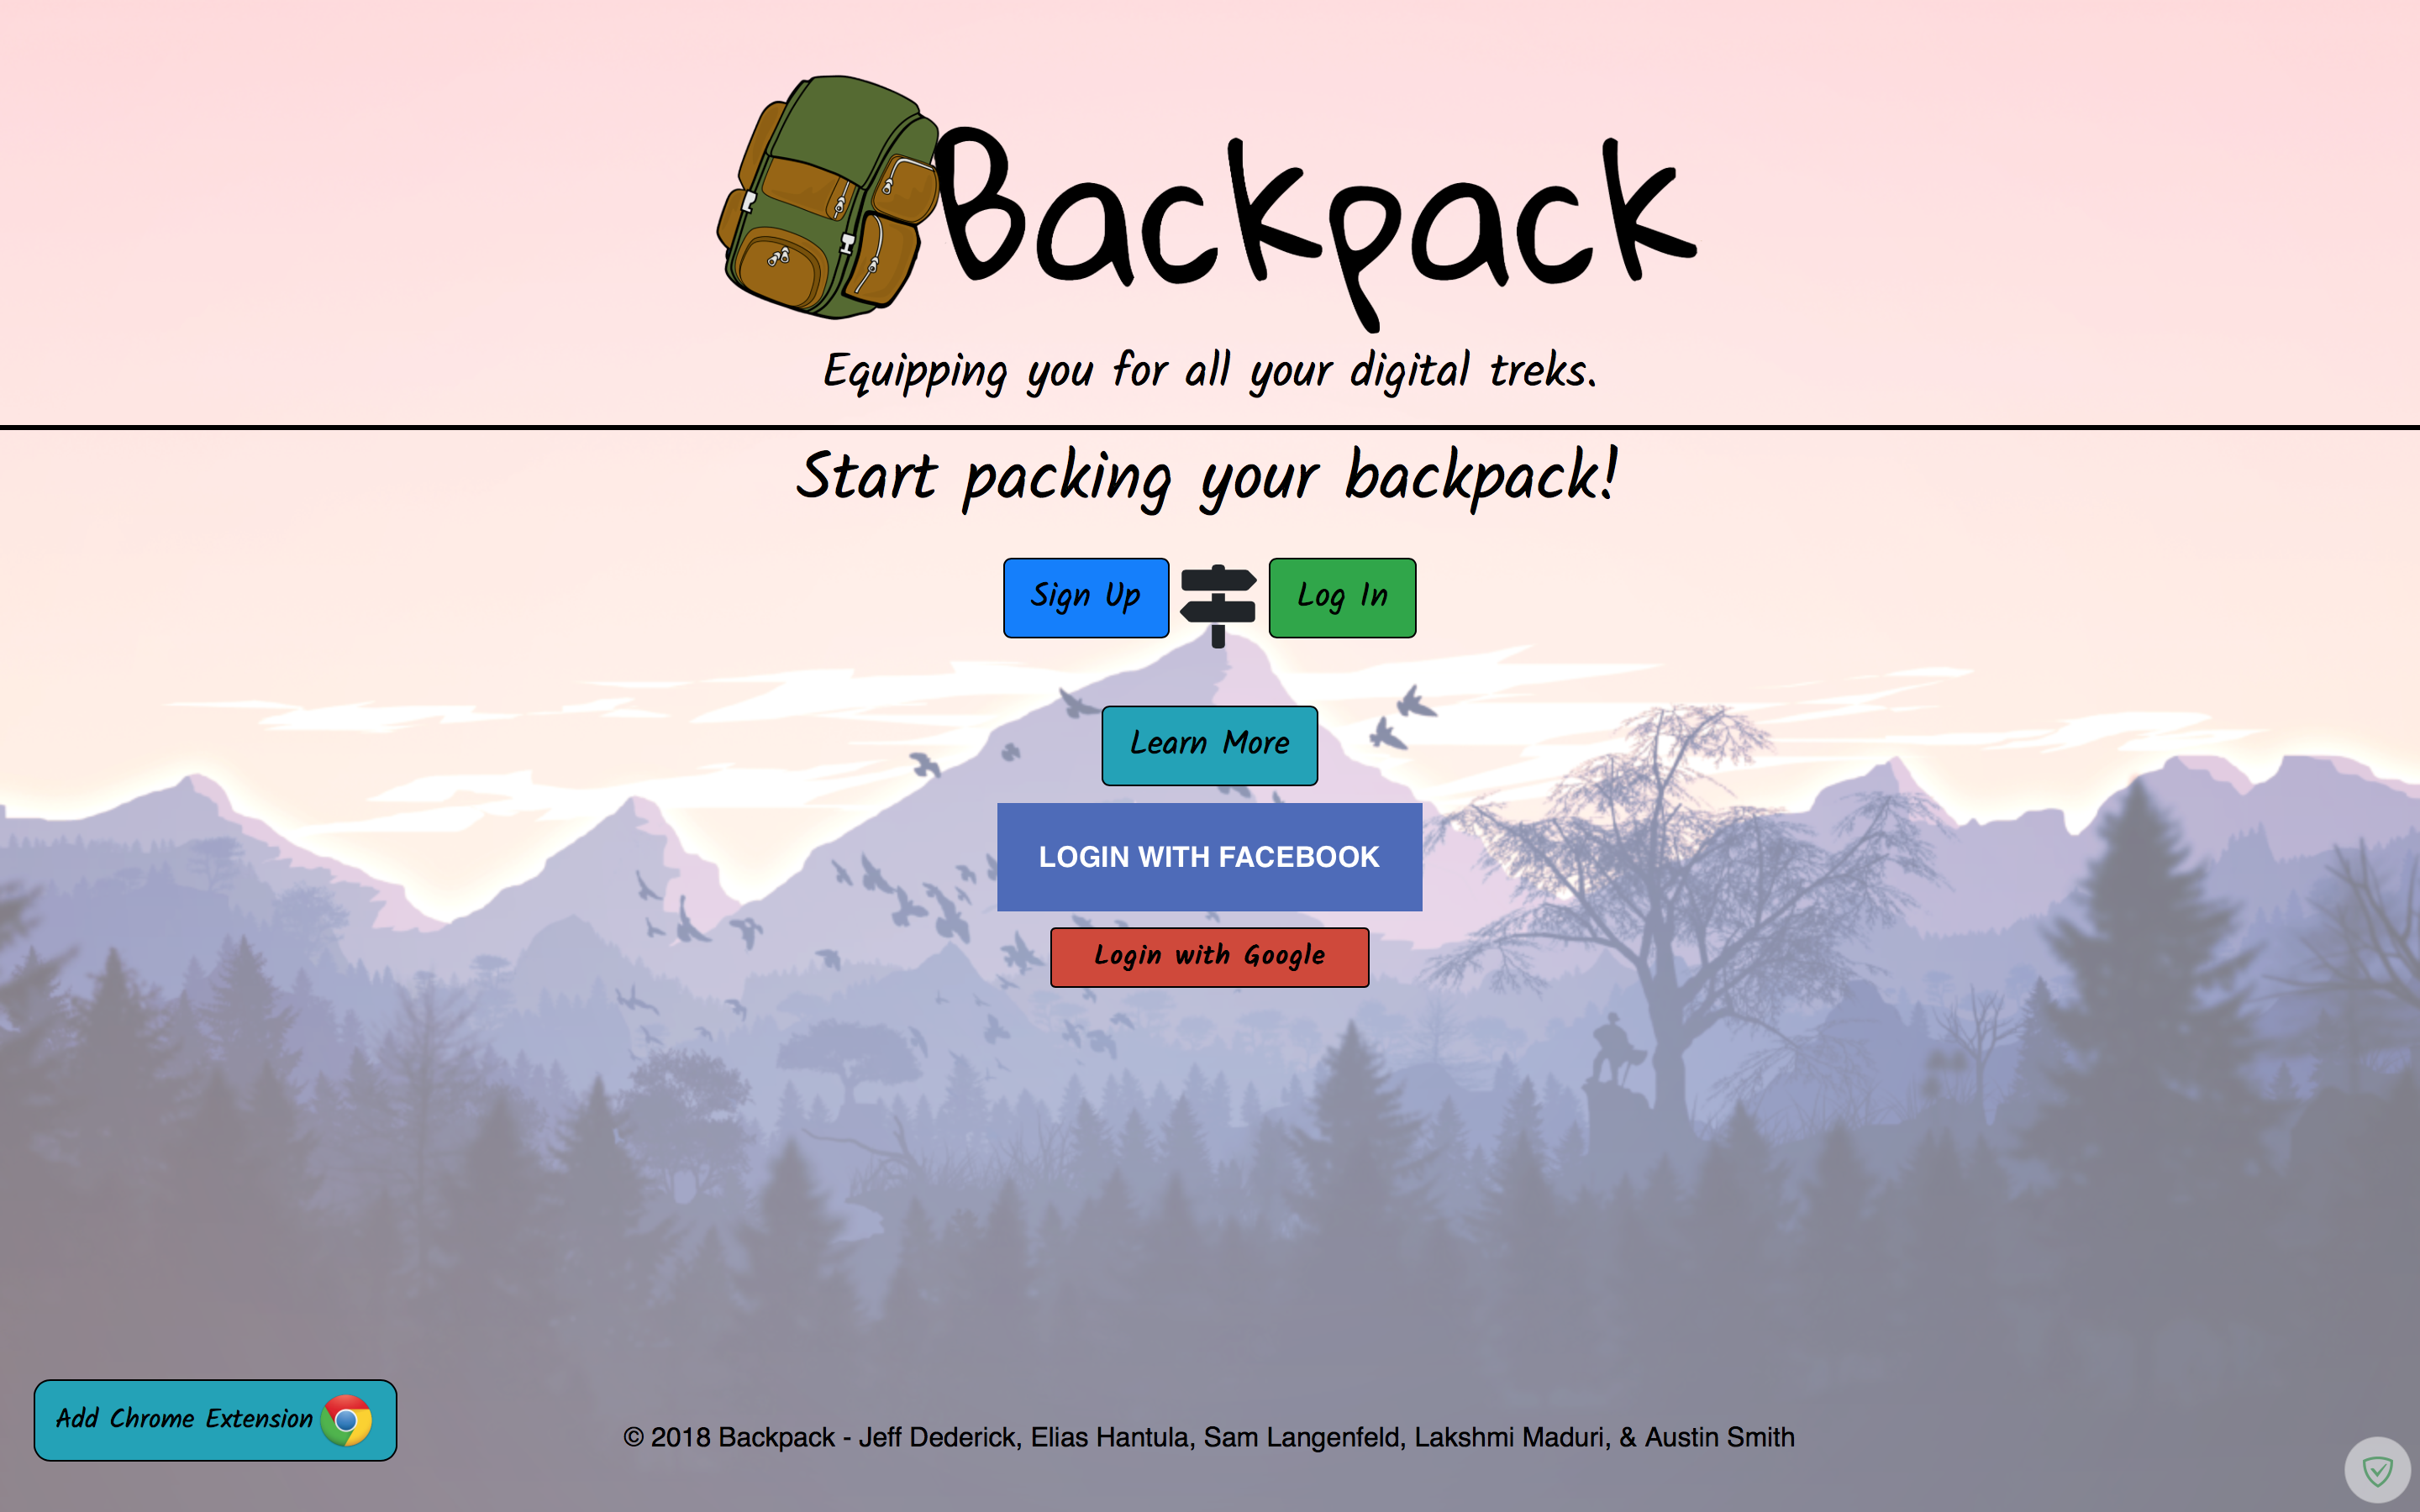 Backpack
Equipping you for all your digital treks.
Start packing your backpack!
Sign Up
Log In
Learn More
LOGIN WITH FACEBOOK
Login with Google
Add Chrome Extension
© 2018 Backpack - Jeff Dederick, Elias Hantula, Sam Langenfeld, Lakshmi Maduri, & Austin Smith